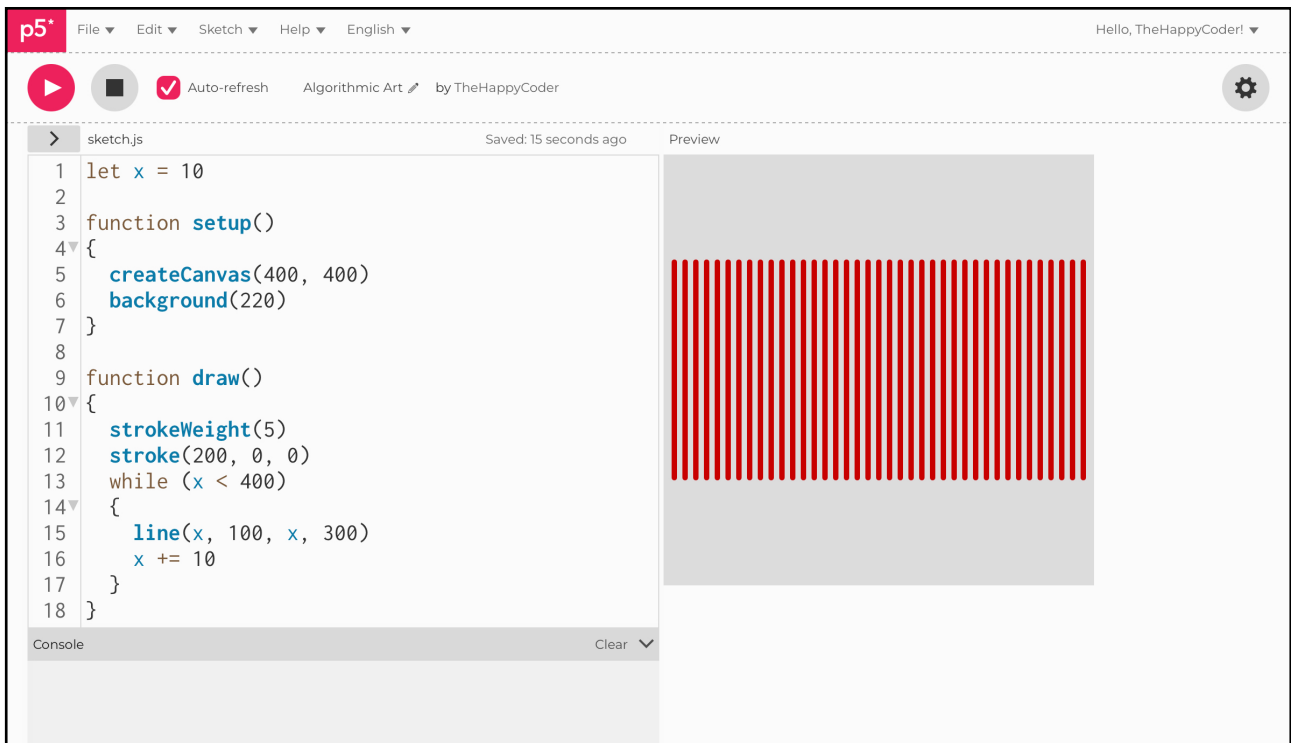 p5* File Edit Sketch Help English Hello, TheHappyCoder!
Auto-refresh Algorithmic Art by TheHappyCoder
sketch.js Saved: 15 seconds ago Preview
1 let x = 10
2
3 function setup()
4 {
5   createCanvas(400, 400)
6   background(220)
7 }
8
9 function draw()
10 {
11   strokeWeight(5)
12   stroke(200, 0, 0)
13   while (x < 400)
14   {
15     line(x, 100, x, 300)
16     x += 10
17   }
18 }
Console Clear